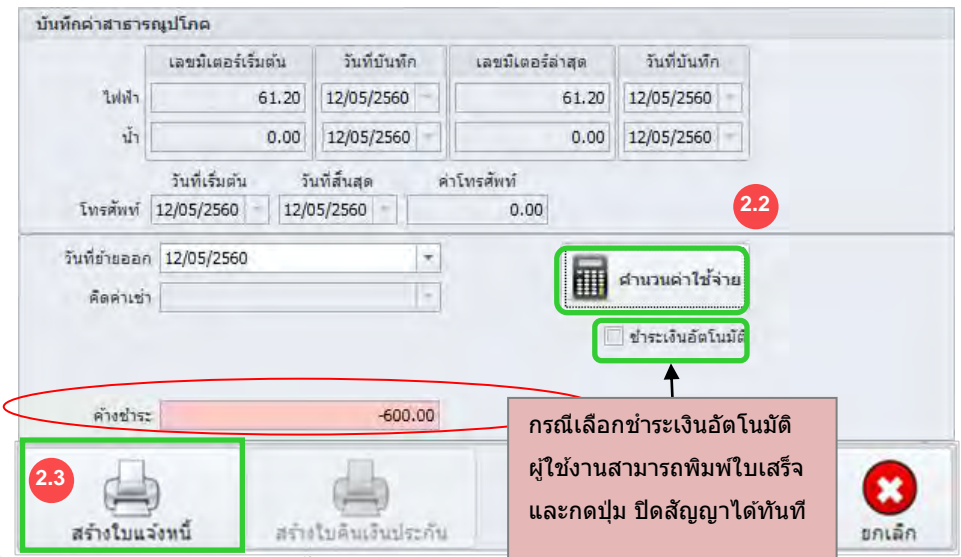 บันทึกค่าสาธารณูปโภค
เลขมิเตอร์เริ่มต้น วันที่บันทึก เลขมิเตอร์ล่าสุด วันที่บันทึก
ไฟฟ้า 61.20 12/05/2560 61.20 12/05/2560
น้ำ 0.00 12/05/2560 0.00 12/05/2560
วันที่เริ่มต้น วันที่สิ้นสุด ค่าโทรศัพท์
โทรศัพท์ 12/05/2560 12/05/2560 0.00
2.2
วันที่ย้ายออก 12/05/2560
คำนวนค่าใช้จ่าย
คิดค่าเช่า
ชำระเงินอัตโนมัติ
ค้างชำระ -600.00
กรณีเลือกชำระเงินอัตโนมัติ
ผู้ใช้งานสามารถพิมพ์ใบเสร็จ
และกดปุ่ม ปิดสัญญาได้ทันที
2.3
สร้างใบแจ้งหนี้ สร้างใบคืนเงินประกัน ยกเลิก